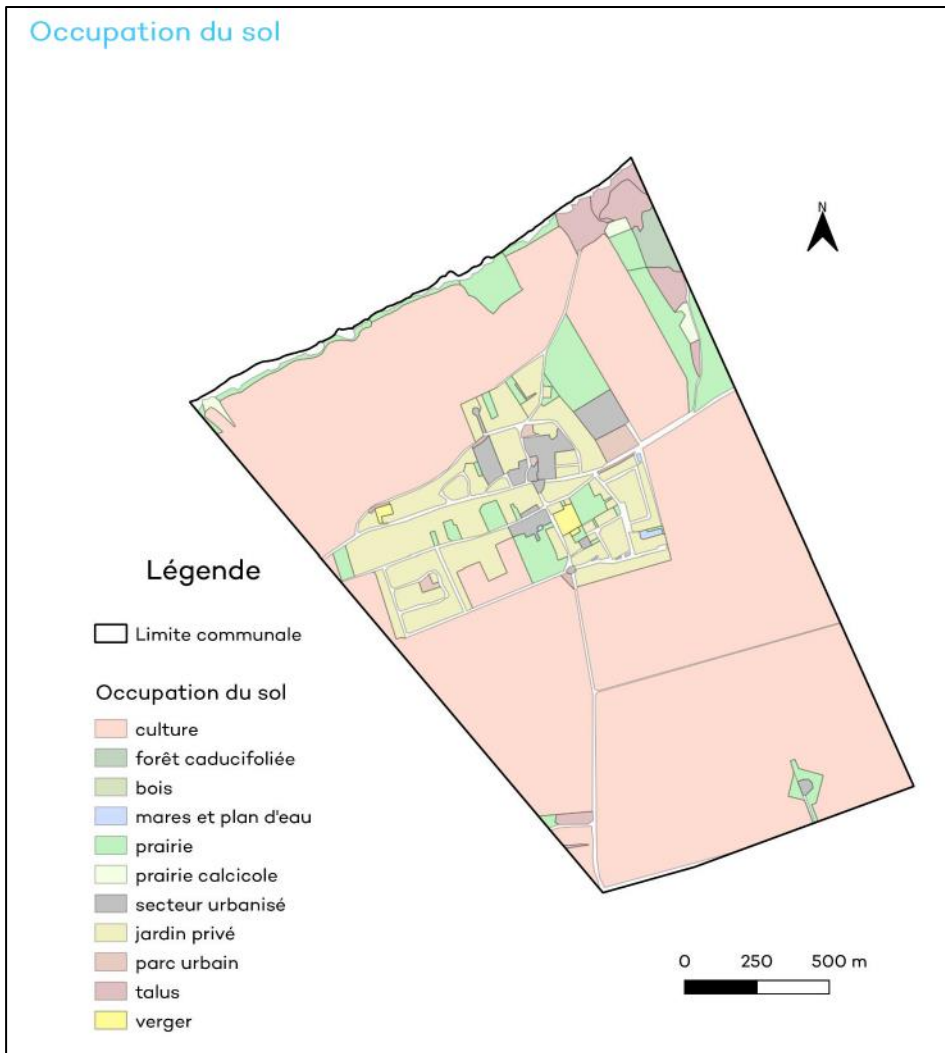 Occupation du sol
N
Légende
Limite communale
Occupation du sol
culture
forêt caducifoliée
bois
mares et plan d'eau
prairie
prairie calcicole
secteur urbanisé
jardin privé
parc urbain
talus
verger
0 250 500 m